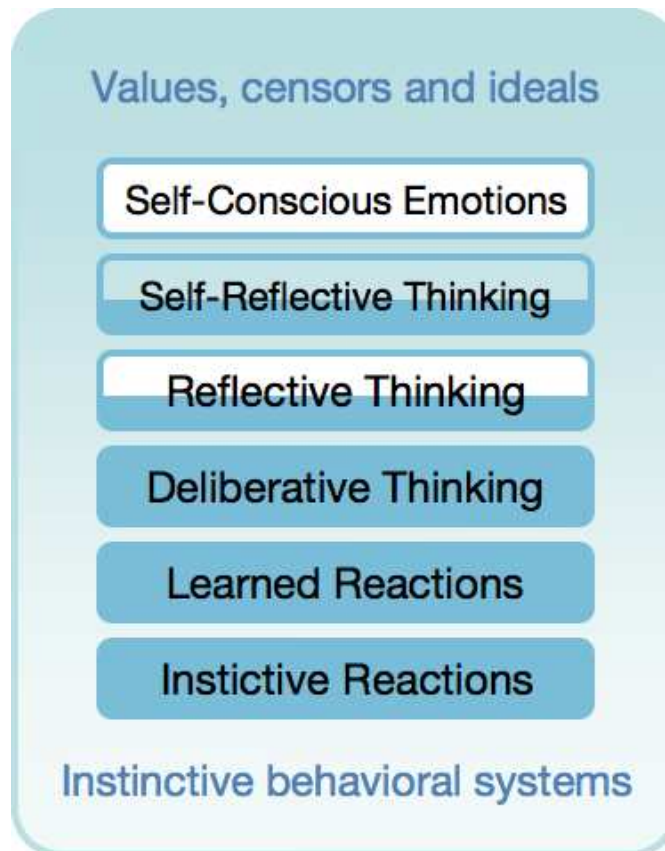 Values, censors and ideals
Self-Conscious Emotions
Self-Reflective Thinking
Reflective Thinking
Deliberative Thinking
Learned Reactions
Instictive Reactions
Instinctive behavioral systems